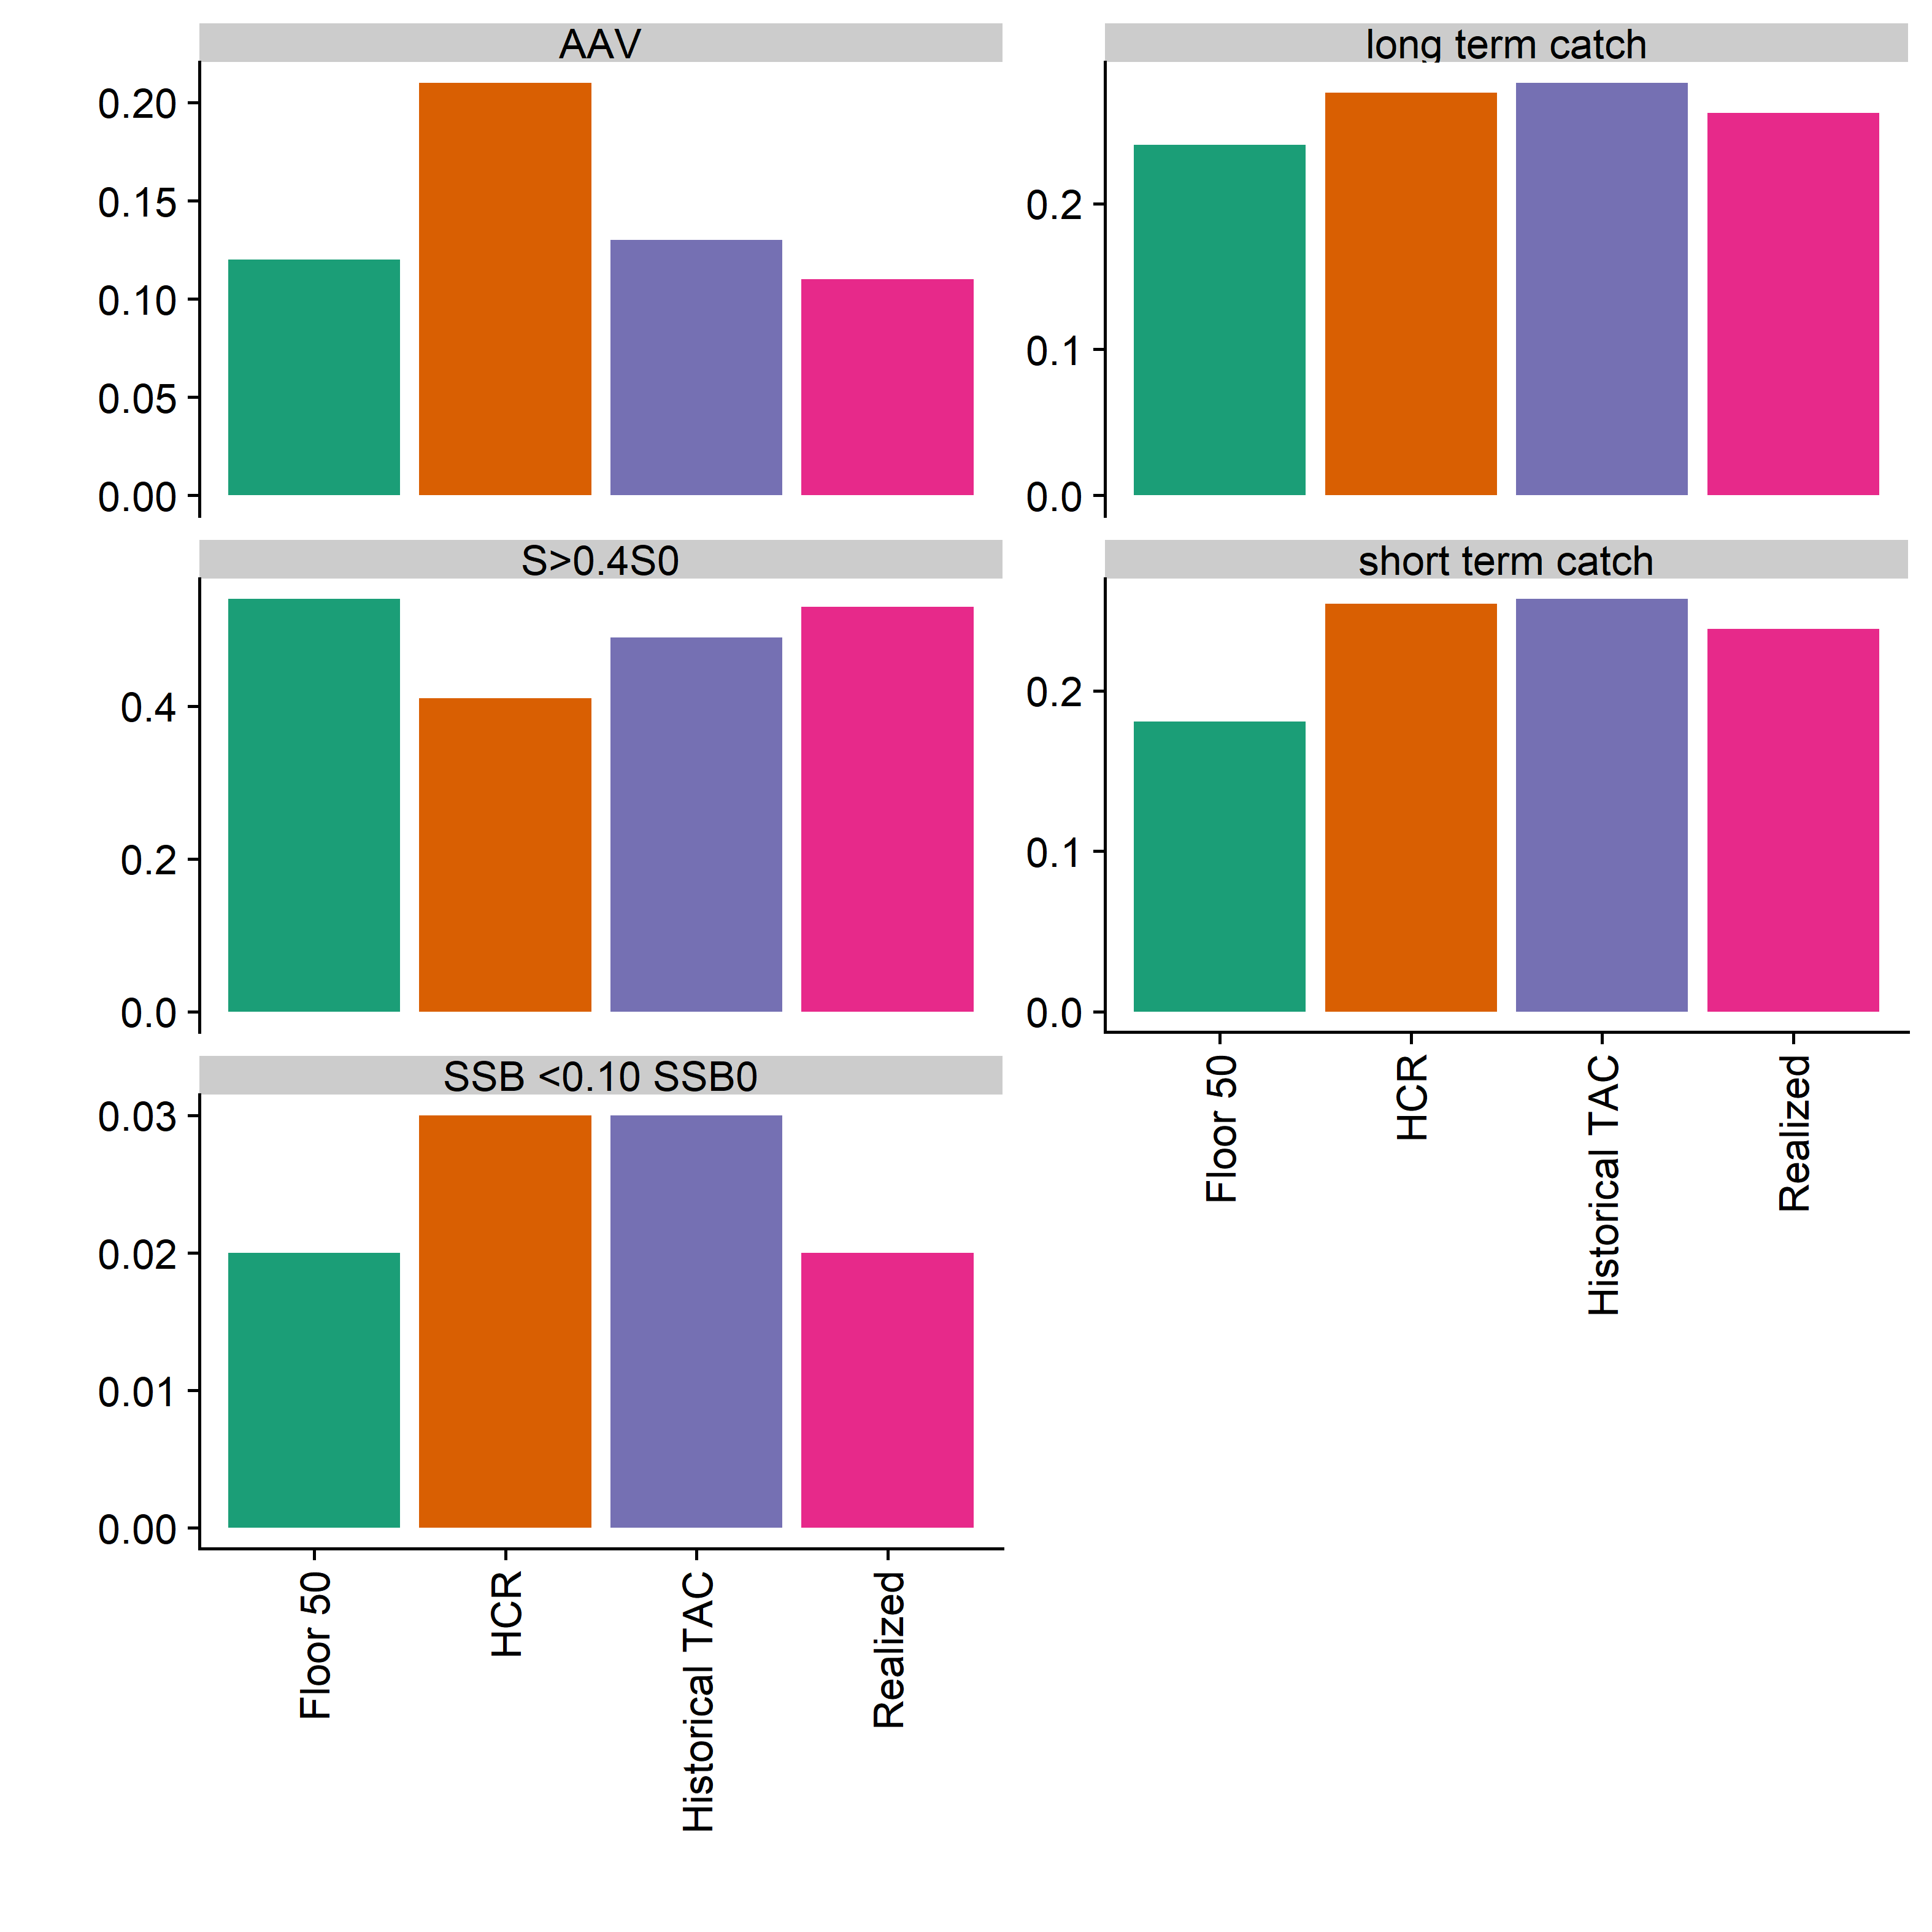 AAV
0.20
0.15
0.10
0.05
0.00
long term catch
0.2
0.1
0.0
S>0.4S0
0.4
0.2
0.0
short term catch
0.2
0.1
0.0
Floor 50
HCR
Historical TAC
Realized
SSB <0.10 SSB0
0.03
0.02
0.01
0.00
Floor 50
HCR
Historical TAC
Realized